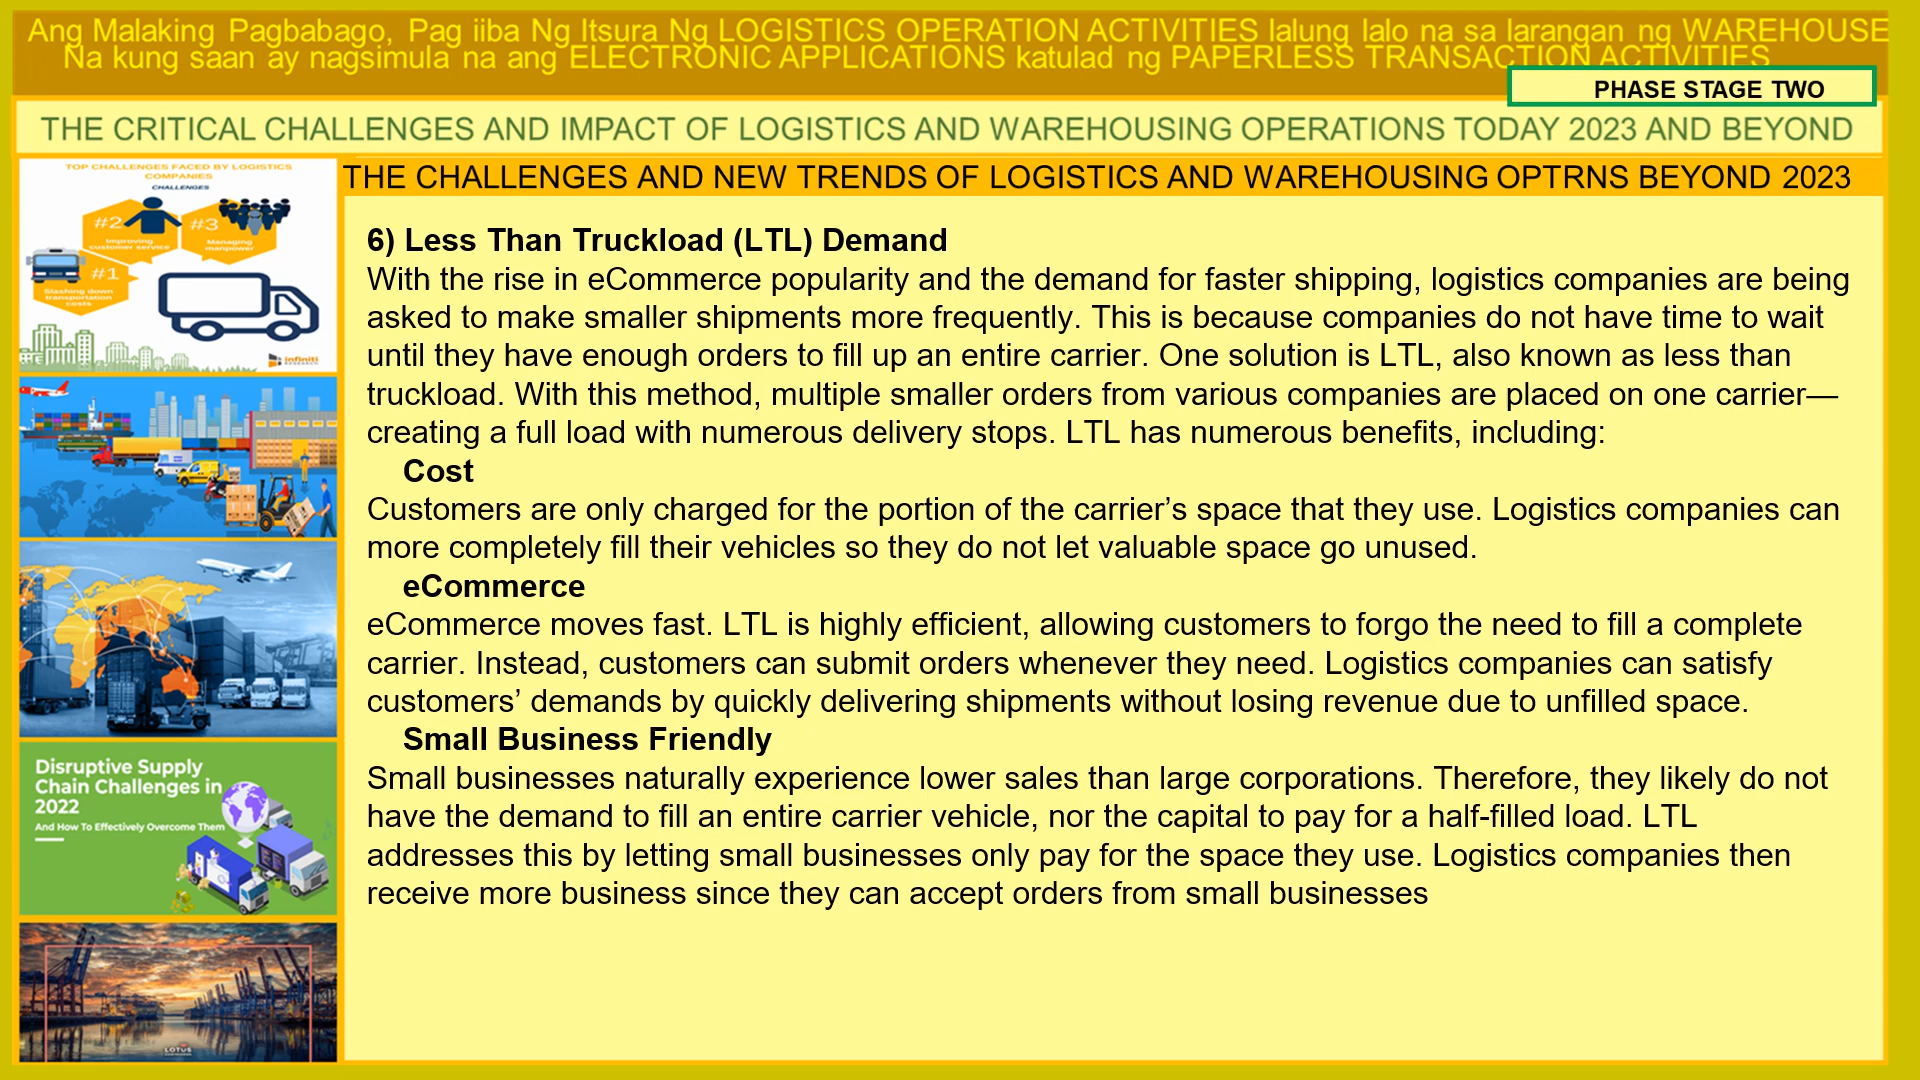 Ang Malaking Pagbabago, Pag iiba Ng Itsura Ng LOGISTICS OPERATION ACTIVITIES lalung lalo na sa larangan ng WAREHOUSE
Na kung saan ay nagsimula na ang ELECTRONIC APPLICATIONS katulad ng PAPERLESS TRANSACTION ACTIVITIES
PHASE STAGE TWO
THE CRITICAL CHALLENGES AND IMPACT OF LOGISTICS AND WAREHOUSING OPERATIONS TODAY 2023 AND BEYOND
THE CHALLENGES AND NEW TRENDS OF LOGISTICS AND WAREHOUSING OPTRNS BEYOND 2023
TOP CHALLENGES FACED BY LOGISTICS
COMPANIES
CHALLENGES
#2
Improving
customer service
#3
Managing
manpower
#1
Slashing down
transportation
costs
infiniti
RESEARCH
Disruptive Supply
Chain Challenges in
2022
And How To Effectively Overcome Them
LOTUS
6) Less Than Truckload (LTL) Demand
With the rise in eCommerce popularity and the demand for faster shipping, logistics companies are being
asked to make smaller shipments more frequently. This is because companies do not have time to wait
until they have enough orders to fill up an entire carrier. One solution is LTL, also known as less than
truckload. With this method, multiple smaller orders from various companies are placed on one carrier—
creating a full load with numerous delivery stops. LTL has numerous benefits, including:
Cost
Customers are only charged for the portion of the carrier’s space that they use. Logistics companies can
more completely fill their vehicles so they do not let valuable space go unused.
eCommerce
eCommerce moves fast. LTL is highly efficient, allowing customers to forgo the need to fill a complete
carrier. Instead, customers can submit orders whenever they need. Logistics companies can satisfy
customers’ demands by quickly delivering shipments without losing revenue due to unfilled space.
Small Business Friendly
Small businesses naturally experience lower sales than large corporations. Therefore, they likely do not
have the demand to fill an entire carrier vehicle, nor the capital to pay for a half-filled load. LTL
addresses this by letting small businesses only pay for the space they use. Logistics companies then
receive more business since they can accept orders from small businesses